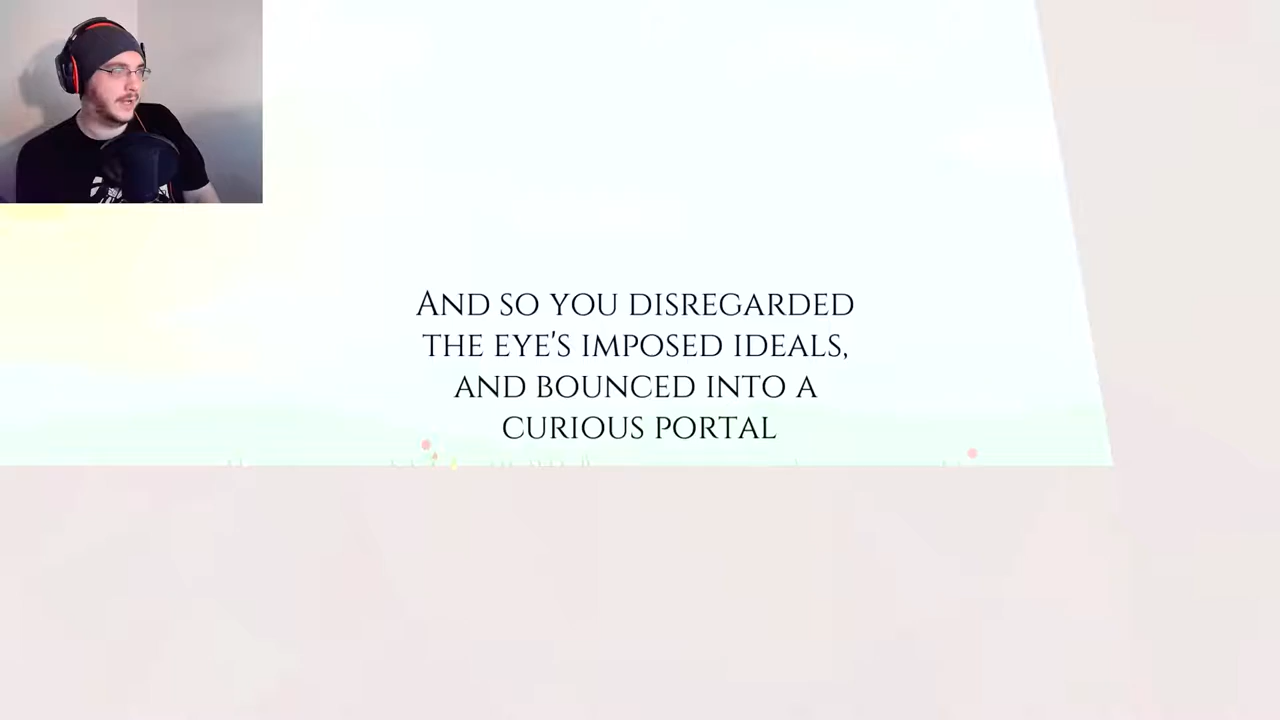 And so you disregarded
the eye's imposed ideals,
and bounced into a
curious portal